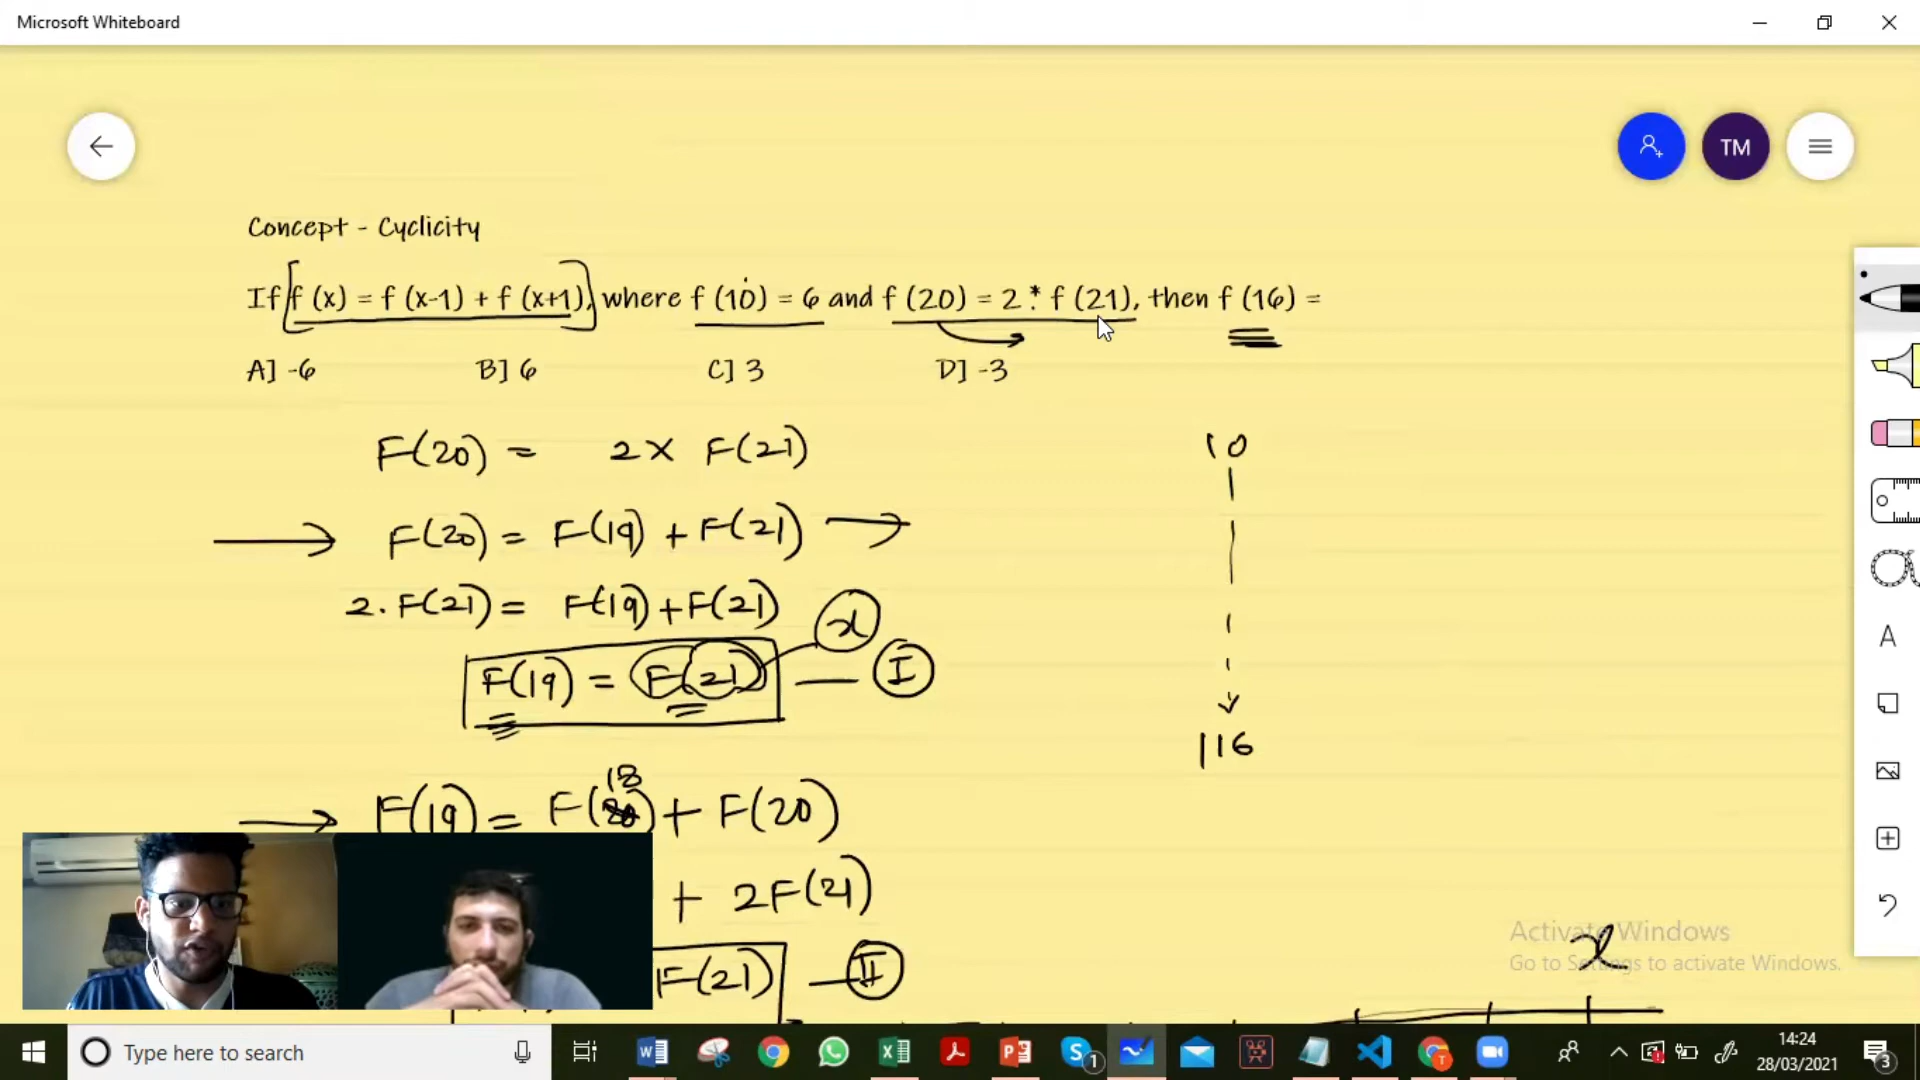 Microsoft Whiteboard
TM
Concept - Cyclicity
If f (x) = f (x-1) + f (x+1), where f (10) = 6 and f (20) = 2 * f (21), then f (16) =
A] -6 B] 6 C] 3 D] -3
F(20) = 2 x F(21)
10
F(20) = F(19) + F(21)
2. F(21) = F(19) + F(21)
x
F(19) = F(21) — I
116
18
F(19) = F(20) + F(20)
+ 2F(21)
F(21) — II
x
Activate Windows
Go to Settings to activate Windows.
A
Type here to search
1
14:24
28/03/2021
3